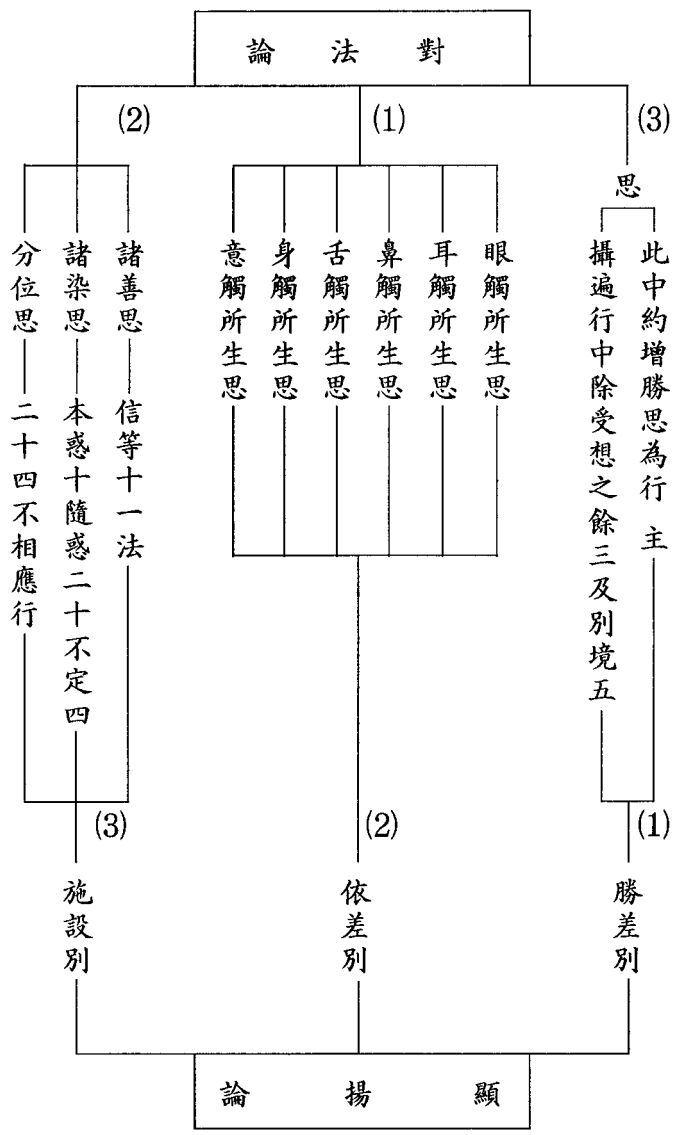 對法論
(3)
思
此中約增勝思為行 主
攝遍行中除受想之餘三及別境五
(1)
勝差別
(1)
眼觸所生思
耳觸所生思
鼻觸所生思
舌觸所生思
身觸所生思
意觸所生思
(2)
依差別
(2)
諸善思
信等十一法
諸染思
本惑十隨惑二十不定四
分位思
二十四不相應行
(3)
施設別
顯揚論